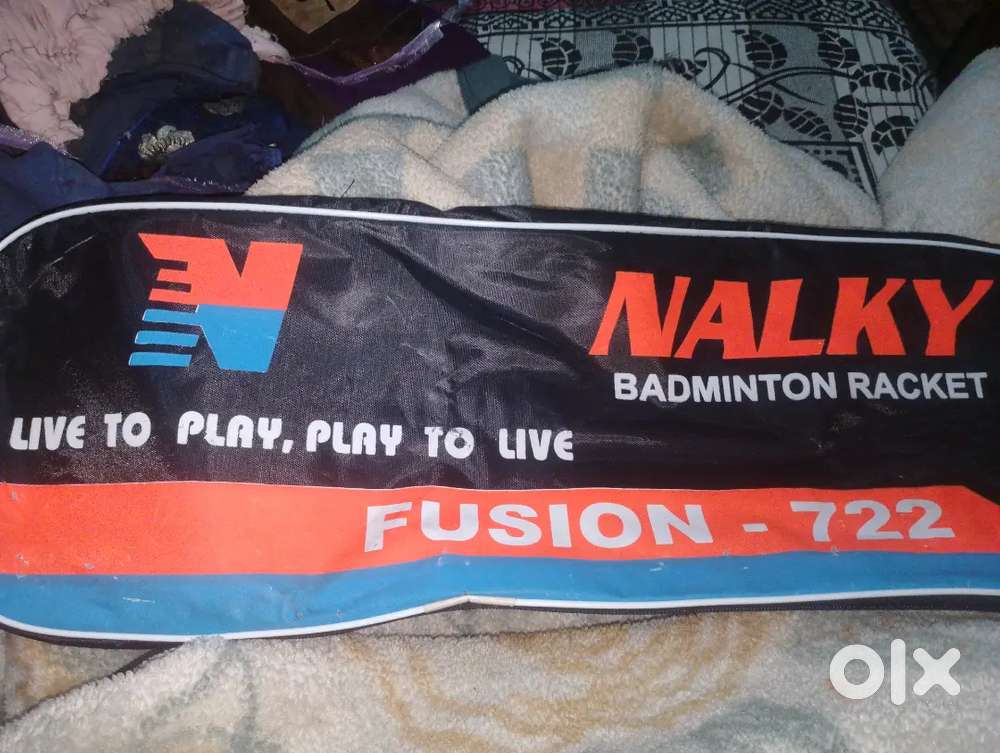 N
NALKY
BADMINTON RACKET
LIVE TO PLAY, PLAY TO LIVE
FUSION - 722
olx